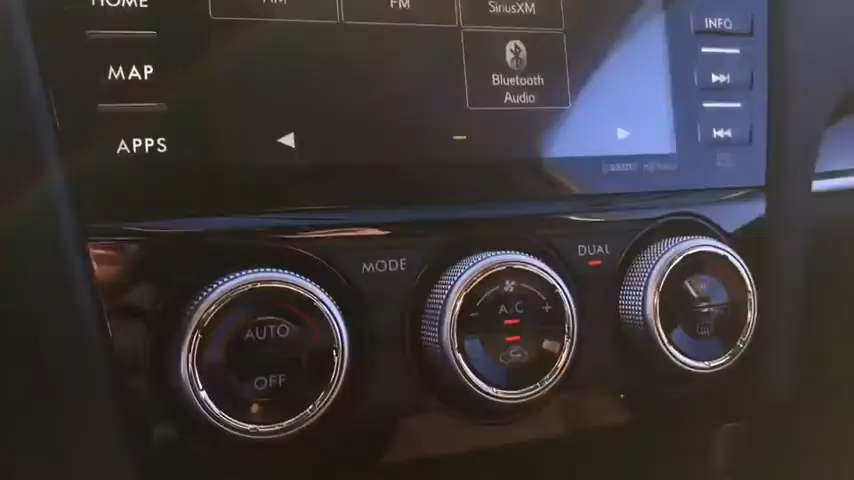 HOME
AM
FM
SiriusXM
INFO
MAP
Bluetooth
Audio
APPS
MODE
DUAL
AUTO
OFF
A/C
- +